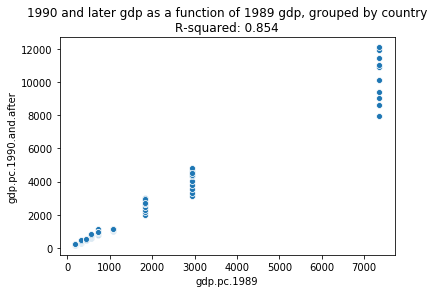 1990 and later gdp as a function of 1989 gdp, grouped by country
R-squared: 0.854
12000
10000
8000
6000
4000
2000
0
gdp.pc.1990.and.after
0 1000 2000 3000 4000 5000 6000 7000
gdp.pc.1989